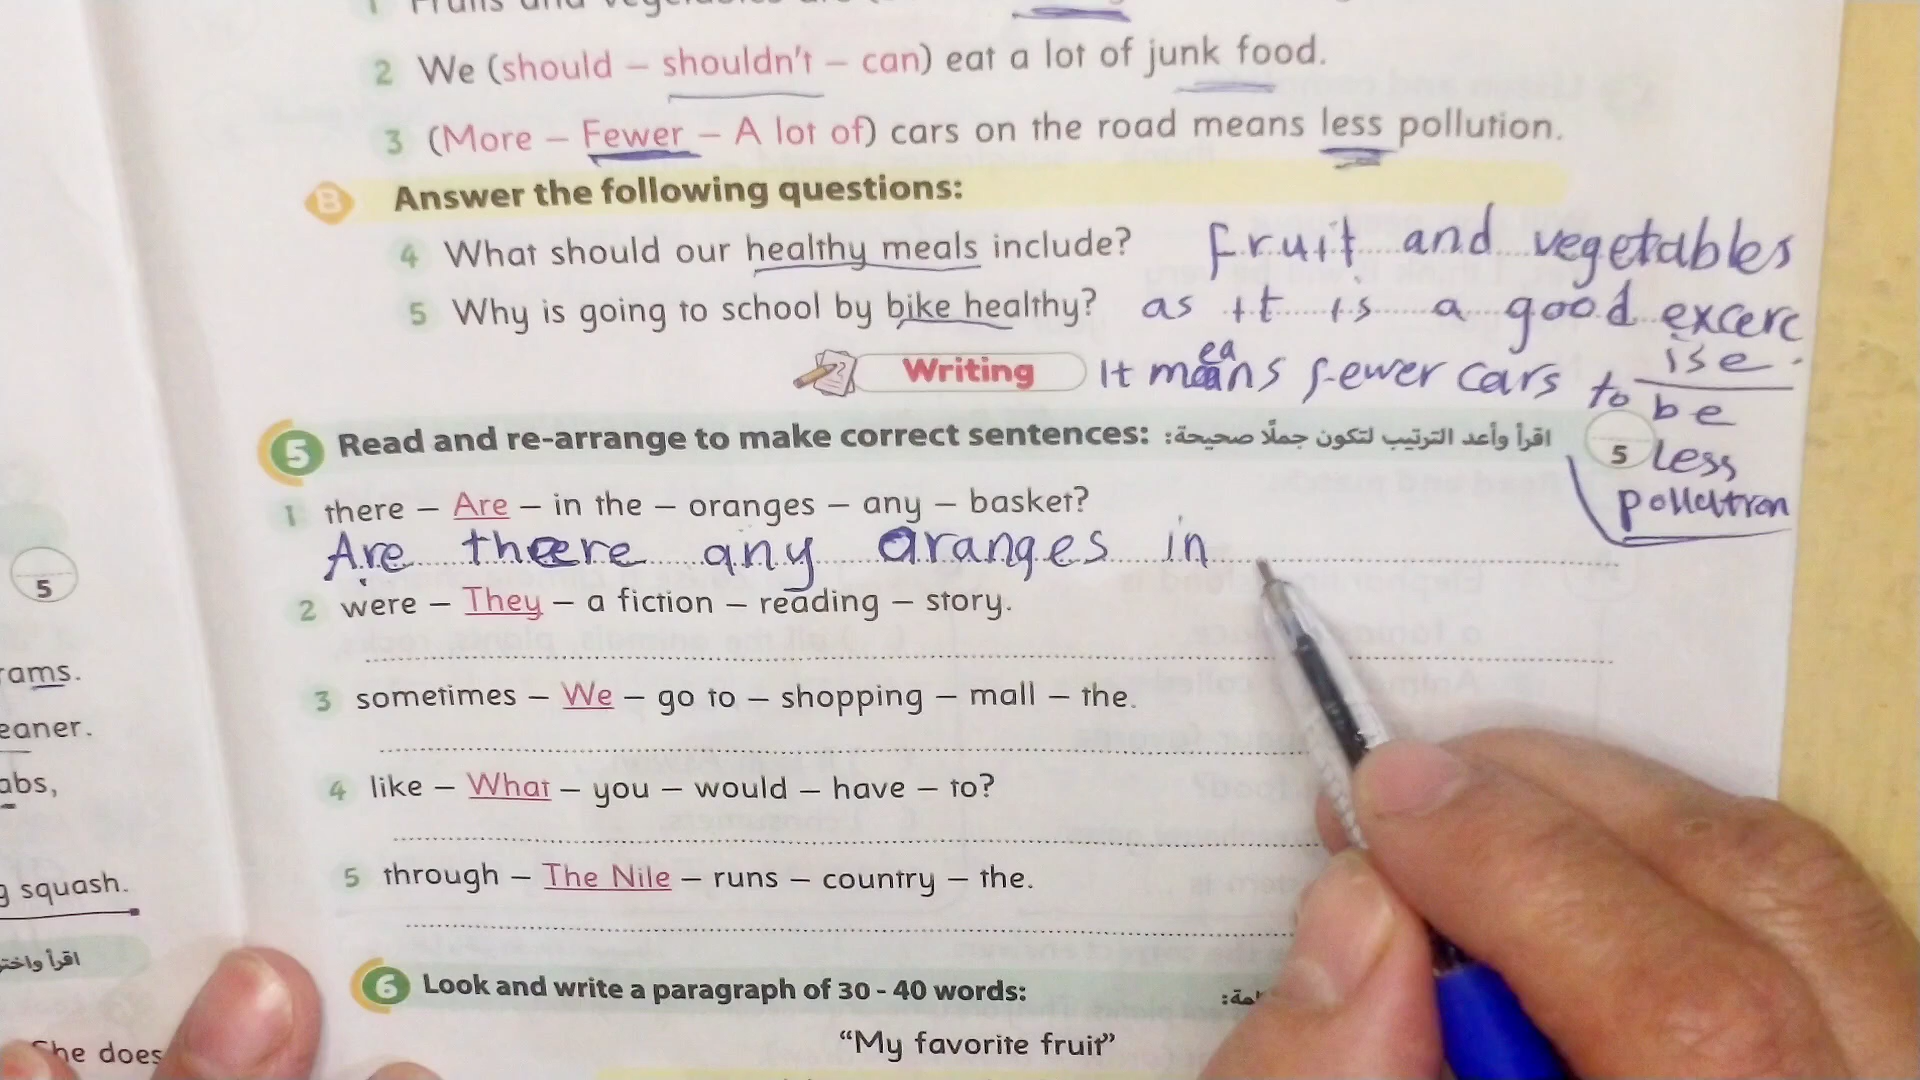 2 We (should – shouldn't – can) eat a lot of junk food.
3 (More – Fewer – A lot of) cars on the road means less pollution.
B Answer the following questions:
4 What should our healthy meals include? Fruit and vegetables
5 Why is going to school by bike healthy? as it is a good excerc
ise.
Writing It means fewer cars to be
less
pollution
5 Read and re-arrange to make correct sentences: اقرأ وأعد الترتيب لتكون جملًا صحيحة: 5
1 there – Are – in the – oranges – any – basket?
Are there any oranges in
2 were – They – a fiction – reading – story.
3 sometimes – We – go to – shopping – mall – the.
4 like – What – you – would – have – to?
5 through – The Nile – runs – country – the.
6 Look and write a paragraph of 30 - 40 words:
"My favorite fruit"
5
squash.
اقرأ
She does